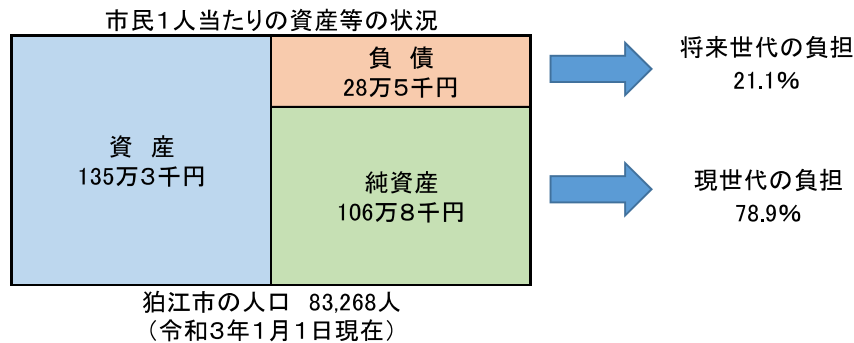 市民１人当たりの資産等の状況
負　債
28万５千円
将来世代の負担
21.1%
資　産
135万３千円
純資産
106万８千円
現世代の負担
78.9%
狛江市の人口　83,268人
（令和３年１月１日現在）